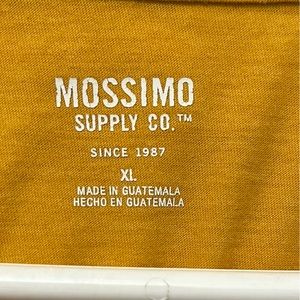 MOSSIMO
SUPPLY CO.™
SINCE 1987
XL
MADE IN GUATEMALA
HECHO EN GUATEMALA